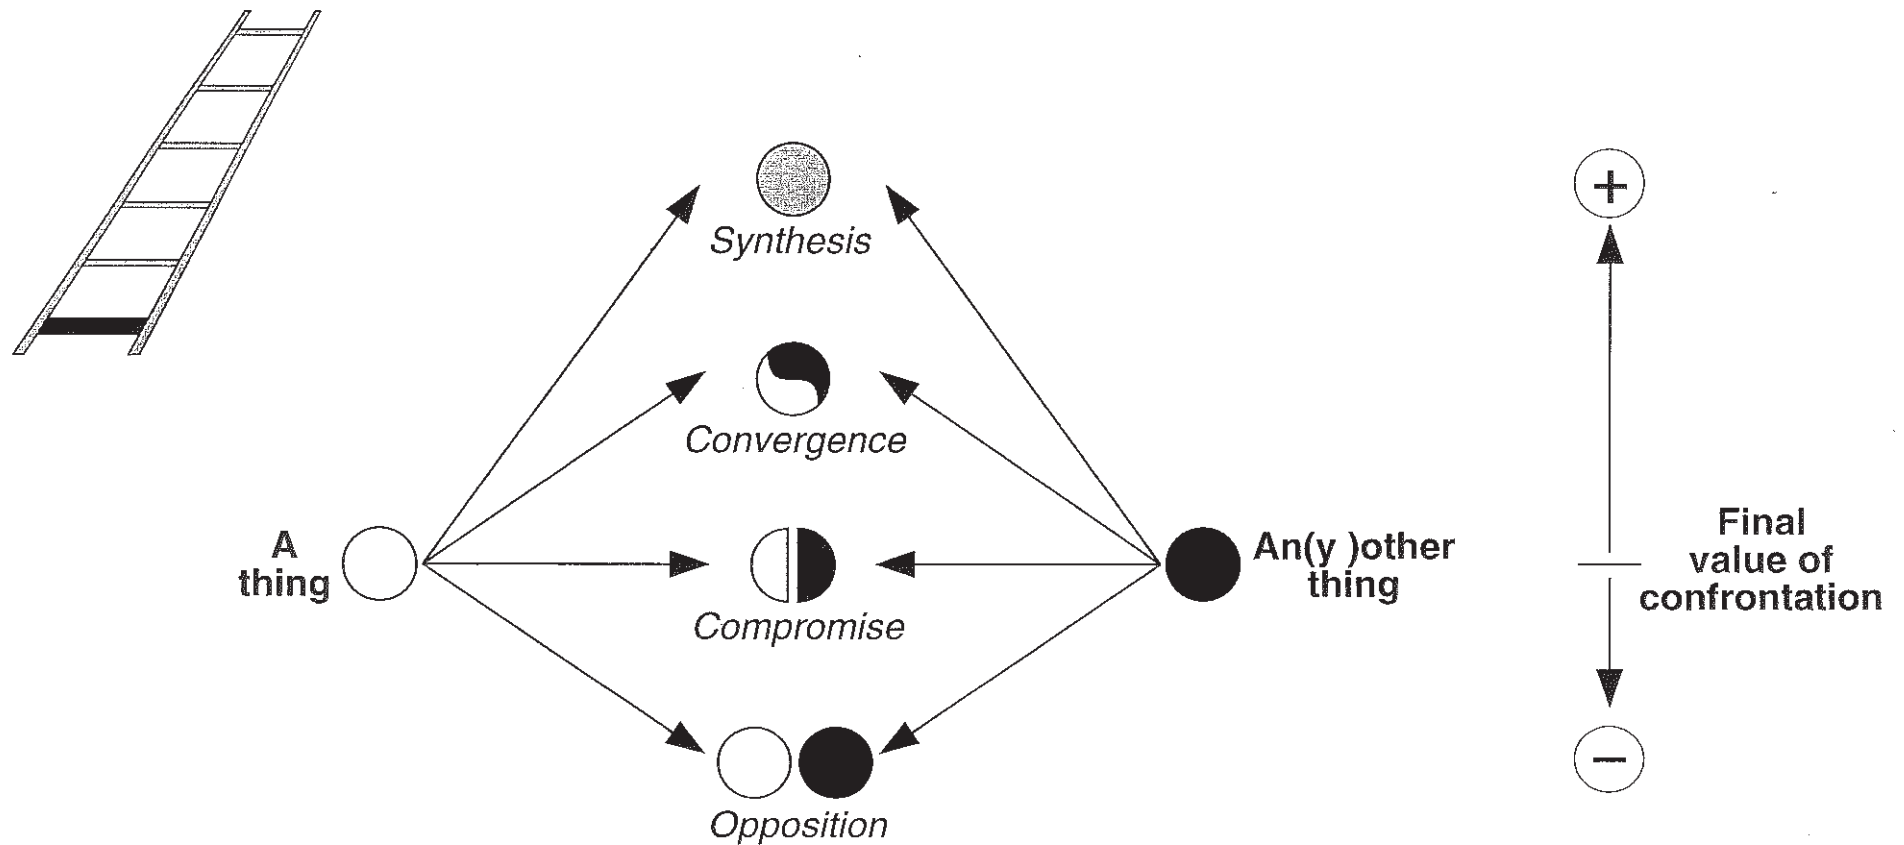 +
Synthesis
Convergence
A
thing
An(y )other
thing
Final
value of
confrontation
Compromise
−
Opposition